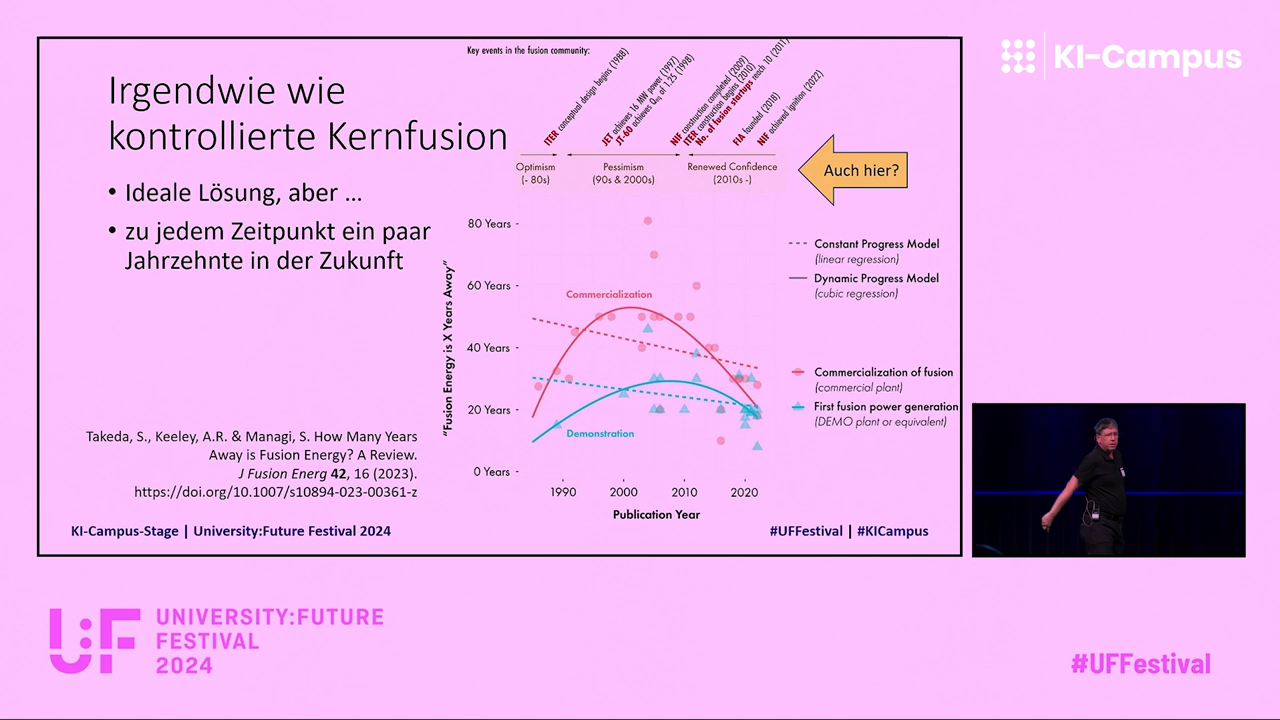 KI-Campus
Irgendwie wie
kontrollierte Kernfusion
• Ideale Lösung, aber ...
• zu jedem Zeitpunkt ein paar
Jahrzehnte in der Zukunft
Takeda, S., Keeley, A.R. & Managi, S. How Many Years
Away is Fusion Energy? A Review.
J Fusion Energ 42, 16 (2023).
https://doi.org/10.1007/s10894-023-00361-z
Key events in the fusion community:
ITER conceptual design begins (1988)
JET achieves 16 MW power (1997)
JT-60 achieves Qeq of 1.25 (1998)
NIF construction completed (2009)
ITER construction begins (2010)
No. of fusion startups reach 10 (2011)
FIA founded (2018)
NIF achieved ignition (2022)
Optimism
(- 80s)
Pessimism
(90s & 2000s)
Renewed Confidence
(2010s -)
Auch hier?
"Fusion Energy is X Years Away"
80 Years
60 Years
40 Years
20 Years
0 Years
Commercialization
Demonstration
1990
2000
2010
2020
Publication Year
Constant Progress Model
(linear regression)
Dynamic Progress Model
(cubic regression)
Commercialization of fusion
(commercial plant)
First fusion power generation
(DEMO plant or equivalent)
KI-Campus-Stage | University:Future Festival 2024
#UFFestival | #KICampus
U:F
UNIVERSITY:FUTURE
FESTIVAL
2024
#UFFestival